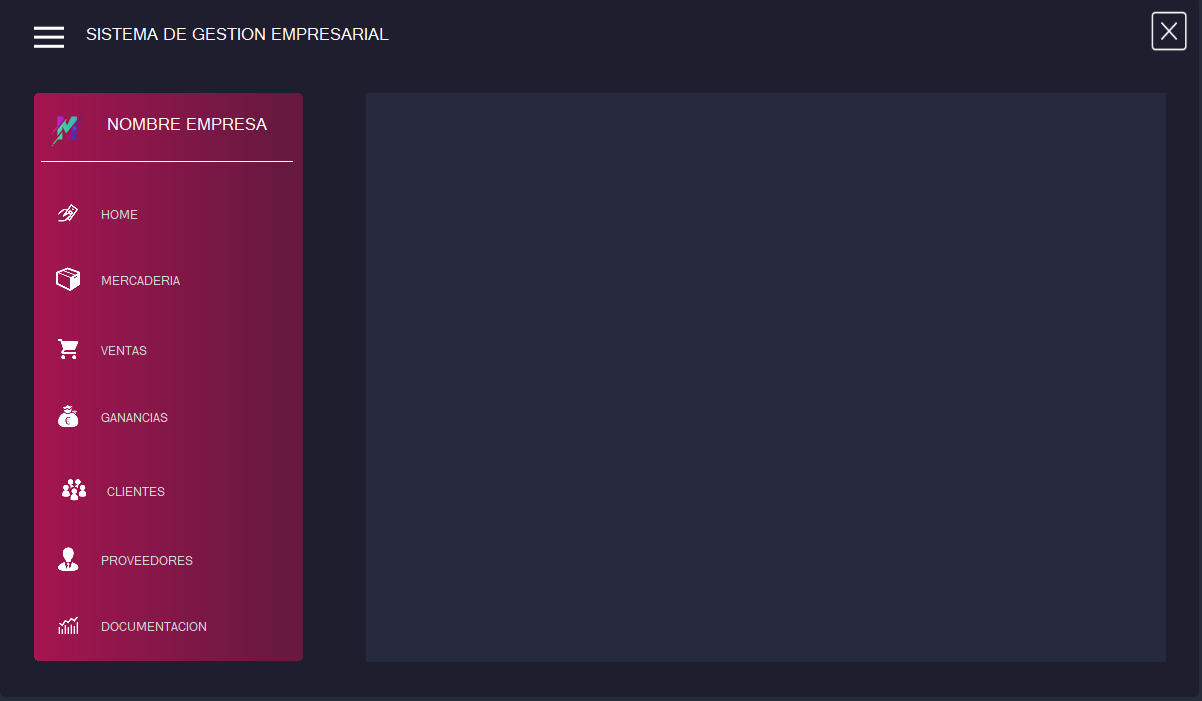 SISTEMA DE GESTION EMPRESARIAL
NOMBRE EMPRESA
HOME
MERCADERIA
VENTAS
GANANCIAS
CLIENTES
PROVEEDORES
DOCUMENTACION